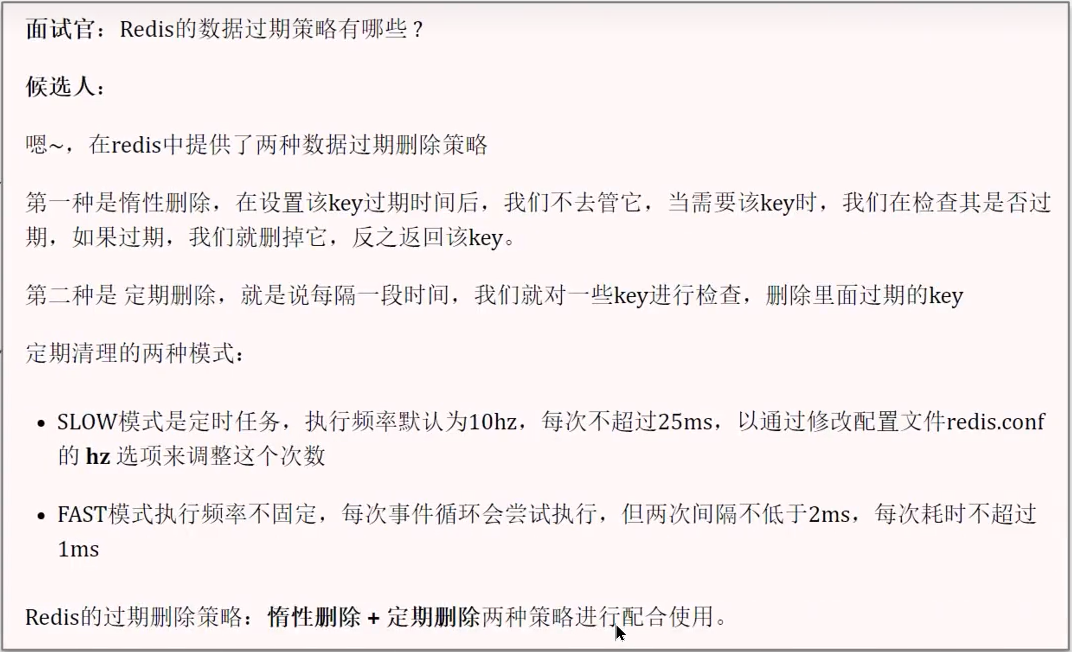 面试官：Redis的数据过期策略有哪些？
候选人：
嗯~，在redis中提供了两种数据过期删除策略
第一种是惰性删除，在设置该key过期时间后，我们不去管它，当需要该key时，我们在检查其是否过
期，如果过期，我们就删掉它，反之返回该key。
第二种是 定期删除，就是说每隔一段时间，我们就对一些key进行检查，删除里面过期的key
定期清理的两种模式：
• SLOW模式是定时任务，执行频率默认为10hz，每次不超过25ms，以通过修改配置文件redis.conf
的 hz 选项来调整这个次数
• FAST模式执行频率不固定，每次事件循环会尝试执行，但两次间隔不低于2ms，每次耗时不超过
1ms
Redis的过期删除策略：惰性删除 + 定期删除两种策略进行配合使用。